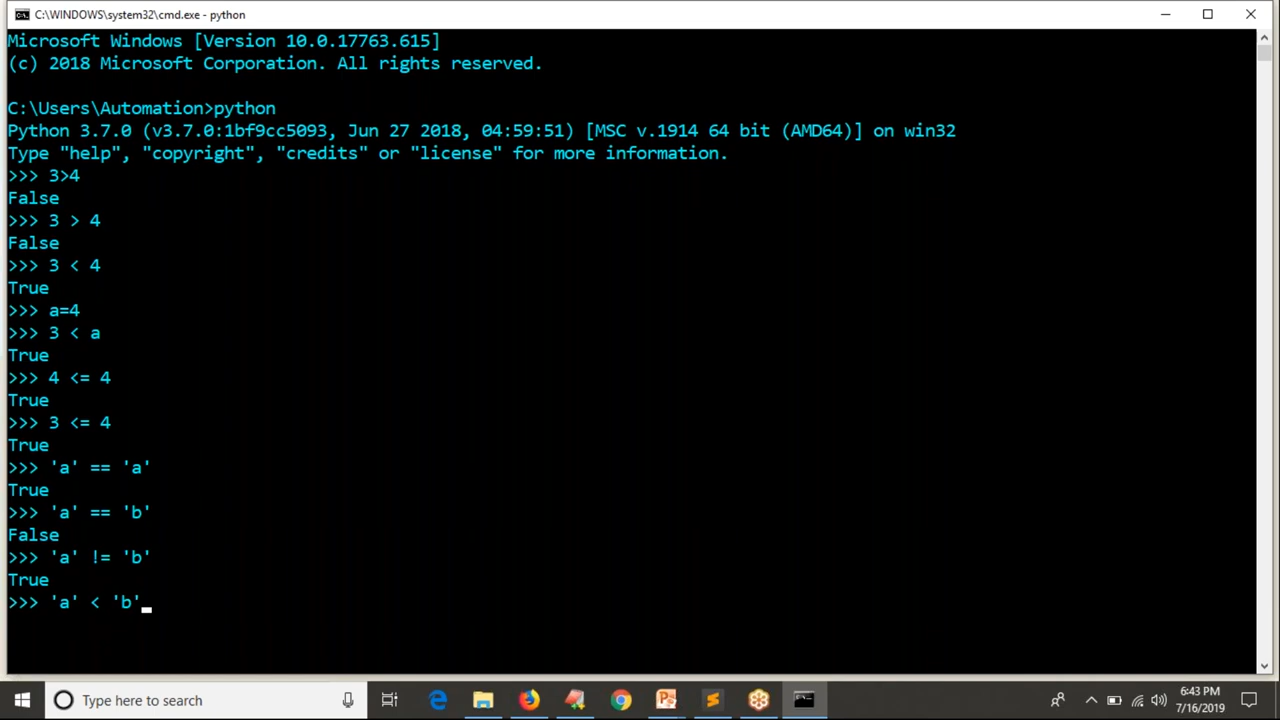 C:\WINDOWS\system32\cmd.exe - python
Microsoft Windows [Version 10.0.17763.615]
(c) 2018 Microsoft Corporation. All rights reserved.
C:\Users\Automation>python
Python 3.7.0 (v3.7.0:1bf9cc5093, Jun 27 2018, 04:59:51) [MSC v.1914 64 bit (AMD64)] on win32
Type "help", "copyright", "credits" or "license" for more information.
>>> 3>4
False
>>> 3 > 4
False
>>> 3 < 4
True
>>> a=4
>>> 3 < a
True
>>> 4 <= 4
True
>>> 3 <= 4
True
>>> 'a' == 'a'
True
>>> 'a' == 'b'
False
>>> 'a' != 'b'
True
>>> 'a' < 'b'
Type here to search
6:43 PM
7/16/2019